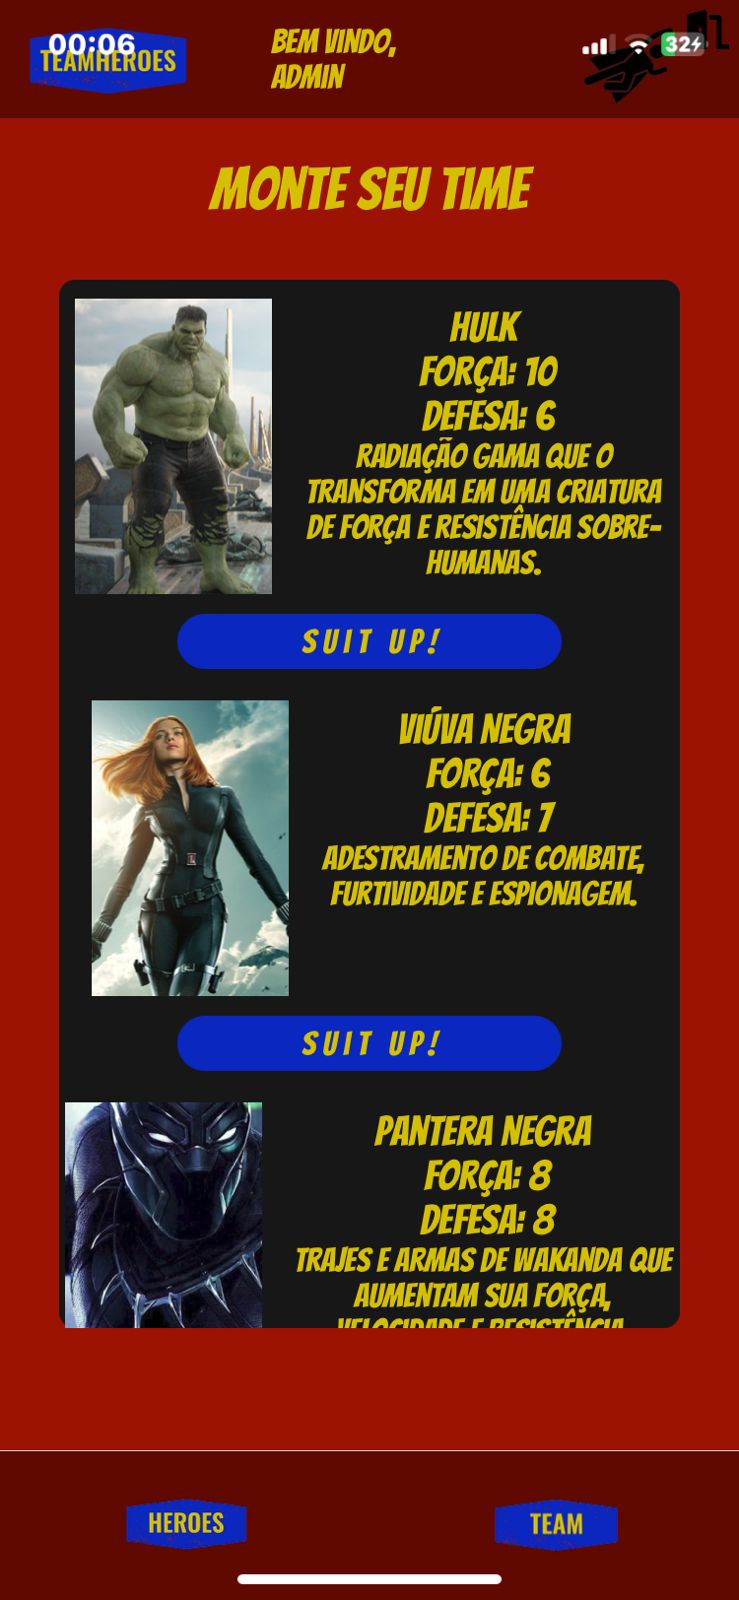 00:06
TEAMHEROES
BEM VINDO,
ADMIN
32
MONTE SEU TIME
HULK
FORÇA: 10
DEFESA: 6
RADIAÇÃO GAMA QUE O
TRANSFORMA EM UMA CRIATURA
DE FORÇA E RESISTÊNCIA SOBRE-
HUMANAS.
SUIT UP!
VIÚVA NEGRA
FORÇA: 6
DEFESA: 7
ADESTRAMENTO DE COMBATE,
FURTIVIDADE E ESPIONAGEM.
SUIT UP!
PANTERA NEGRA
FORÇA: 8
DEFESA: 8
TRAJES E ARMAS DE WAKANDA QUE
AUMENTAM SUA FORÇA,
VELOCIDADE E RESISTÊNCIA
HEROES
TEAM